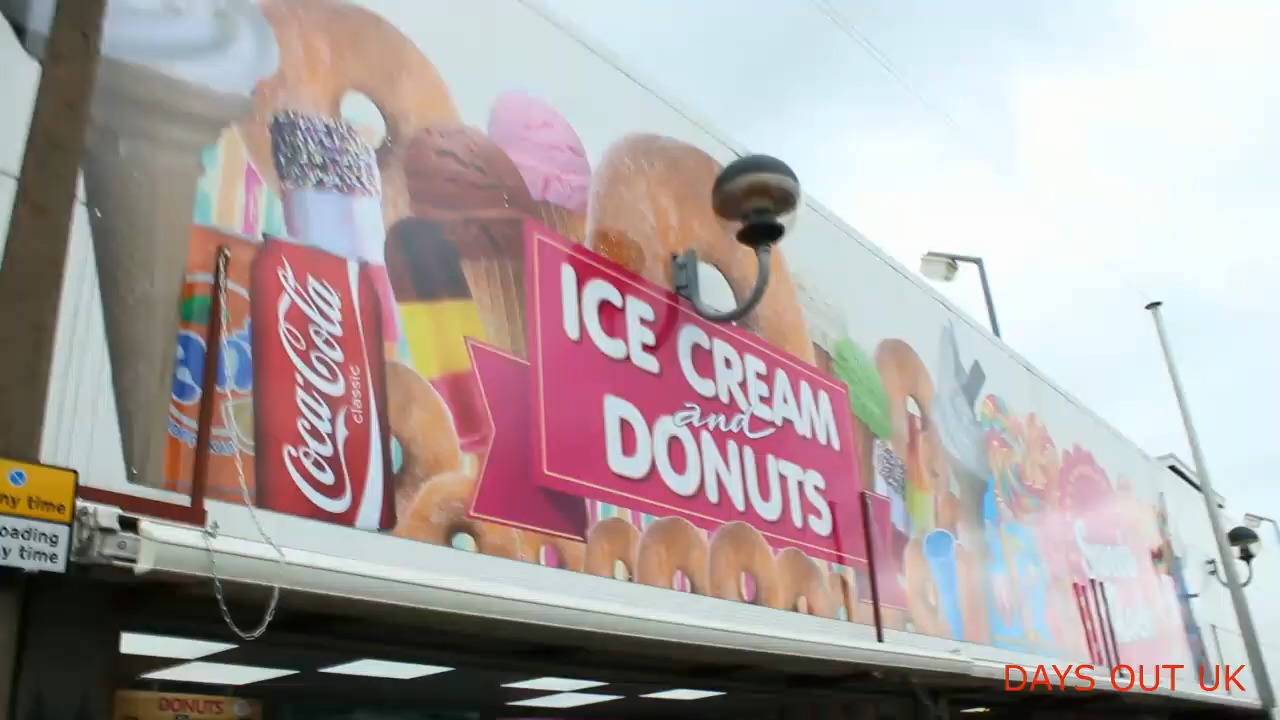 Coca-Cola
classic
ICE CREAM
and
DONUTS
ny time
oading
y time
DONUTS
DAYS OUT UK